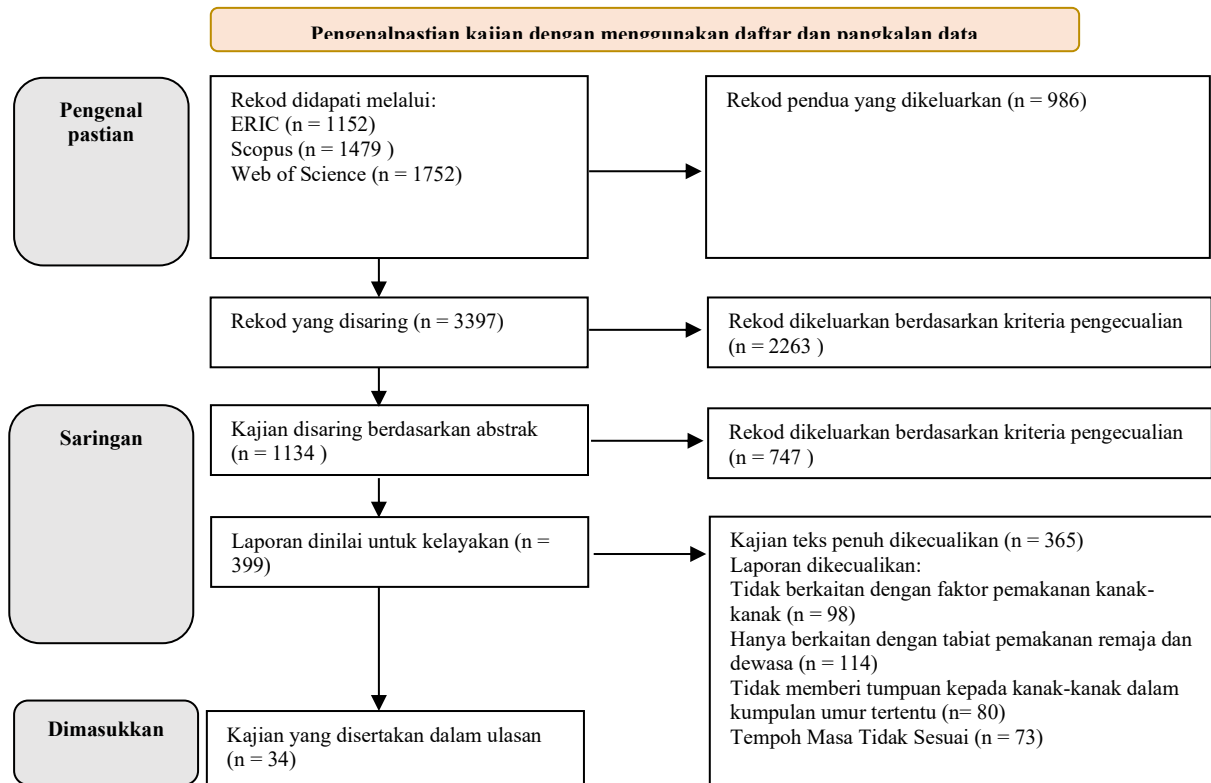 Pengenalpastian kajian dengan menggunakan daftar dan pangkalan data
Pengenal
pastian
Rekod didapati melalui:
ERIC (n = 1152)
Scopus (n = 1479 )
Web of Science (n = 1752)
Rekod pendua yang dikeluarkan (n = 986)
Rekod yang disaring (n = 3397)
Rekod dikeluarkan berdasarkan kriteria pengecualian
(n = 2263 )
Saringan
Kajian disaring berdasarkan abstrak
(n = 1134 )
Rekod dikeluarkan berdasarkan kriteria pengecualian
(n = 747 )
Laporan dinilai untuk kelayakan (n =
399)
Kajian teks penuh dikecualikan (n = 365)
Laporan dikecualikan:
Tidak berkaitan dengan faktor pemakanan kanak-
kanak (n = 98)
Hanya berkaitan dengan tabiat pemakanan remaja dan
dewasa (n = 114)
Tidak memberi tumpuan kepada kanak-kanak dalam
kumpulan umur tertentu (n= 80)
Tempoh Masa Tidak Sesuai (n = 73)
Dimasukkan
Kajian yang disertakan dalam ulasan
(n = 34)